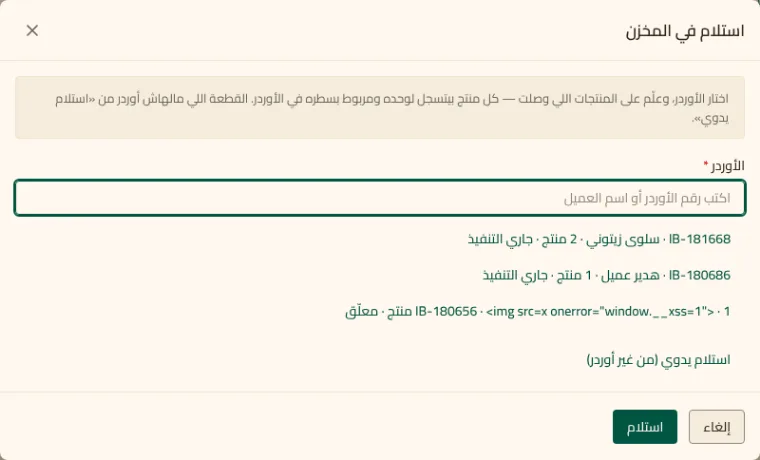 استلام في المخزن
اختار الأوردر، وعلّم على المنتجات اللي وصلت — كل منتج بيتسجل لوحده ومربوط بسطره في الأوردر. القطعة اللي مالهاش أوردر من «استلام
يدوي».
الأوردر *
اكتب رقم الأوردر أو اسم العميل
IB-181668 · سلوى زيتوني · 2 منتج · جاري التنفيذ
IB-180686 · هدير عميل · 1 منتج · جاري التنفيذ
IB-180656 · <img src=x onerror="window.__xss=1"> · 1 منتج · معلّق
استلام يدوي (من غير أوردر)
إلغاء
استلام